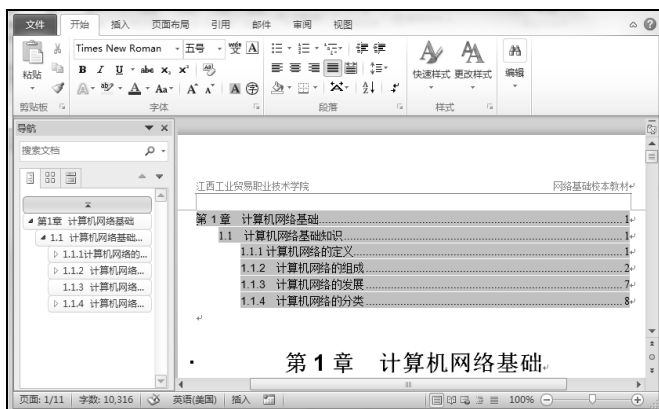 文件 开始 插入 页面布局 引用 邮件 审阅 视图
Times New Roman 五号
粘贴
B I U abc x₂ x²
A Aa A A A
快速样式 更改样式 编辑
剪贴板 字体 段落 样式
导航
搜索文档
第1章 计算机网络基础
1.1 计算机网络基础...
1.1.1计算机网络的...
1.1.2 计算机网络...
1.1.3 计算机网络...
1.1.4 计算机网络...
江西工业贸易职业技术学院 网络基础校本教材
第 1 章 计算机网络基础 1
1.1 计算机网络基础知识 1
1.1.1 计算机网络的定义 1
1.1.2 计算机网络的组成 2
1.1.3 计算机网络的发展 7
1.1.4 计算机网络的分类 8
第 1 章 计算机网络基础
页面: 1/11 字数: 10,316 英语(美国) 插入 100%